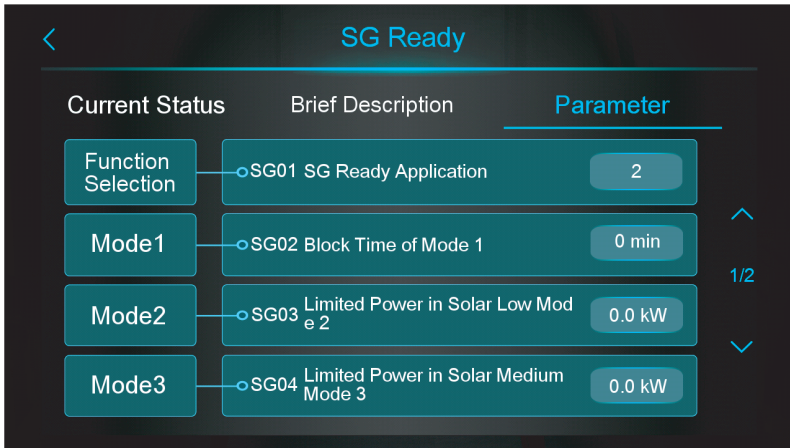 SG Ready
Current Status Brief Description Parameter
Function
Selection
SG01 SG Ready Application 2
Mode1 SG02 Block Time of Mode 1 0 min
Mode2 SG03 Limited Power in Solar Low Mod
e 2 0.0 kW
Mode3 SG04 Limited Power in Solar Medium
Mode 3 0.0 kW
1/2